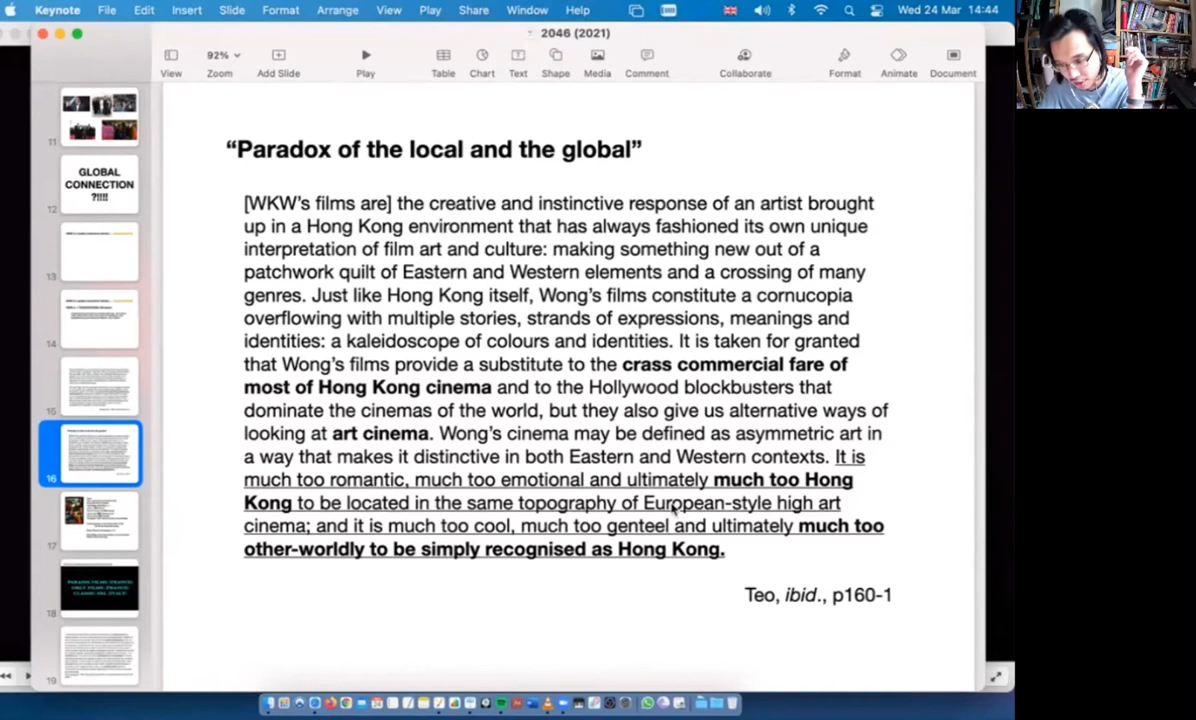 Keynote File Edit Insert Slide Format Arrange View Play Share Window Help Wed 24 Mar 14:44
2046 (2021)
92%
View Zoom Add Slide Play Table Chart Text Shape Media Comment Collaborate Format Animate Document
11
GLOBAL
CONNECTION
?!!!!
12
13
14
15
16
17
18
19
“Paradox of the local and the global”
[WKW’s films are] the creative and instinctive response of an artist brought
up in a Hong Kong environment that has always fashioned its own unique
interpretation of film art and culture: making something new out of a
patchwork quilt of Eastern and Western elements and a crossing of many
genres. Just like Hong Kong itself, Wong’s films constitute a cornucopia
overflowing with multiple stories, strands of expressions, meanings and
identities: a kaleidoscope of colours and identities. It is taken for granted
that Wong’s films provide a substitute to the crass commercial fare of
most of Hong Kong cinema and to the Hollywood blockbusters that
dominate the cinemas of the world, but they also give us alternative ways of
looking at art cinema. Wong’s cinema may be defined as asymmetric art in
a way that makes it distinctive in both Eastern and Western contexts. It is
much too romantic, much too emotional and ultimately much too Hong
Kong to be located in the same topography of European-style high art
cinema; and it is much too cool, much too genteel and ultimately much too
other-worldly to be simply recognised as Hong Kong.
Teo, ibid., p160-1